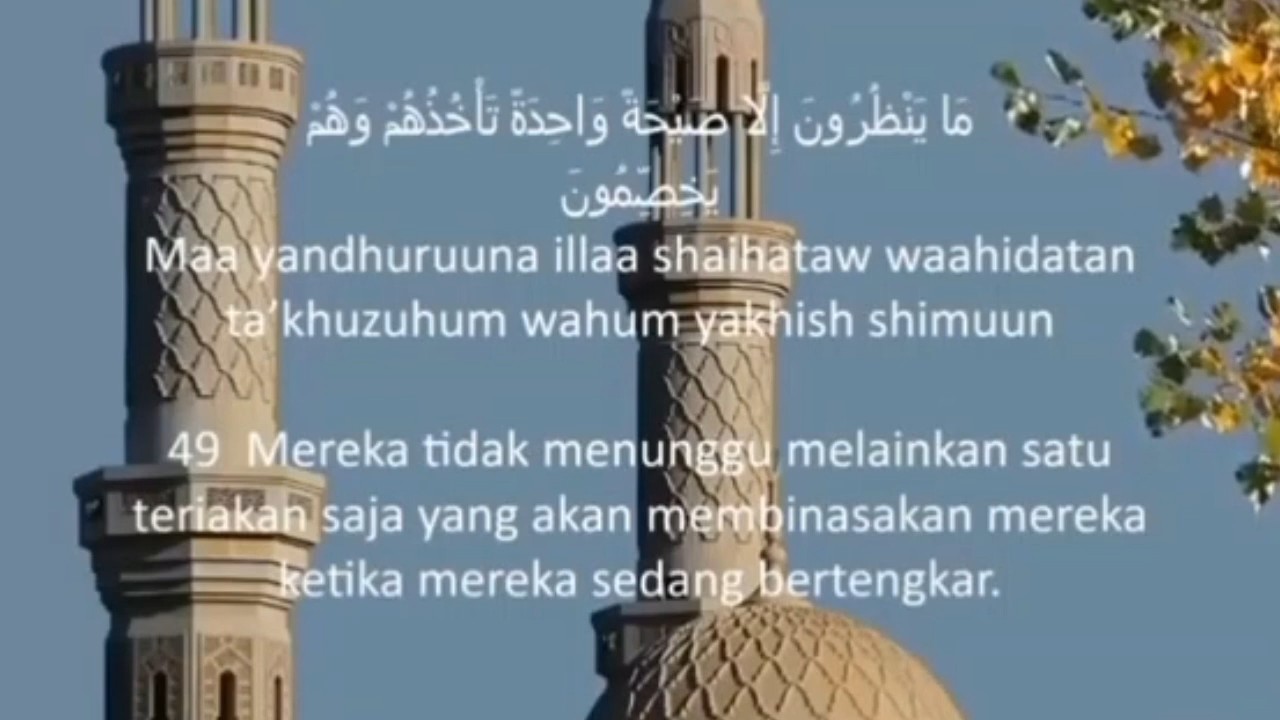 مَا يَنْظُرُونَ إِلَّا صَيْحَةً وَاحِدَةً تَأْخُذُهُمْ وَهُمْ
يَخِصِّمُونَ
Maa yandhuruuna illaa shaihataw waahidatan
ta’khuzuhum wahum yakhish shimuun
49 Mereka tidak menunggu melainkan satu
teriakan saja yang akan membinasakan mereka
ketika mereka sedang bertengkar.